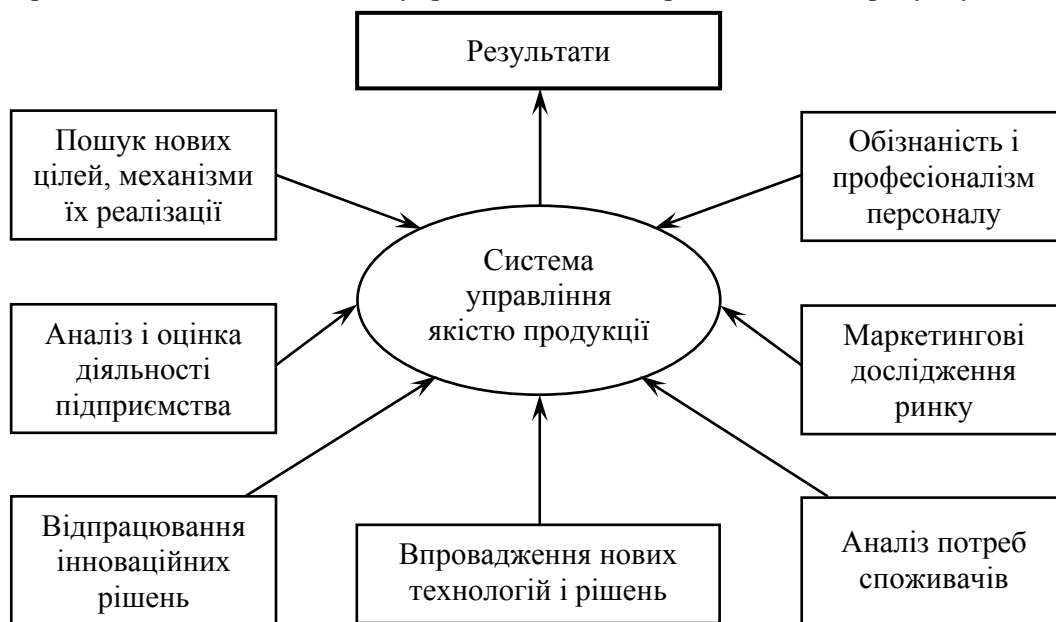 Результати
Пошук нових
цілей, механізми
їх реалізації
Обізнаність і
професіоналізм
персоналу
Система
управління
якістю продукції
Аналіз і оцінка
діяльності
підприємства
Маркетингові
дослідження
ринку
Відпрацювання
інноваційних
рішень
Впровадження нових
технологій і рішень
Аналіз потреб
споживачів